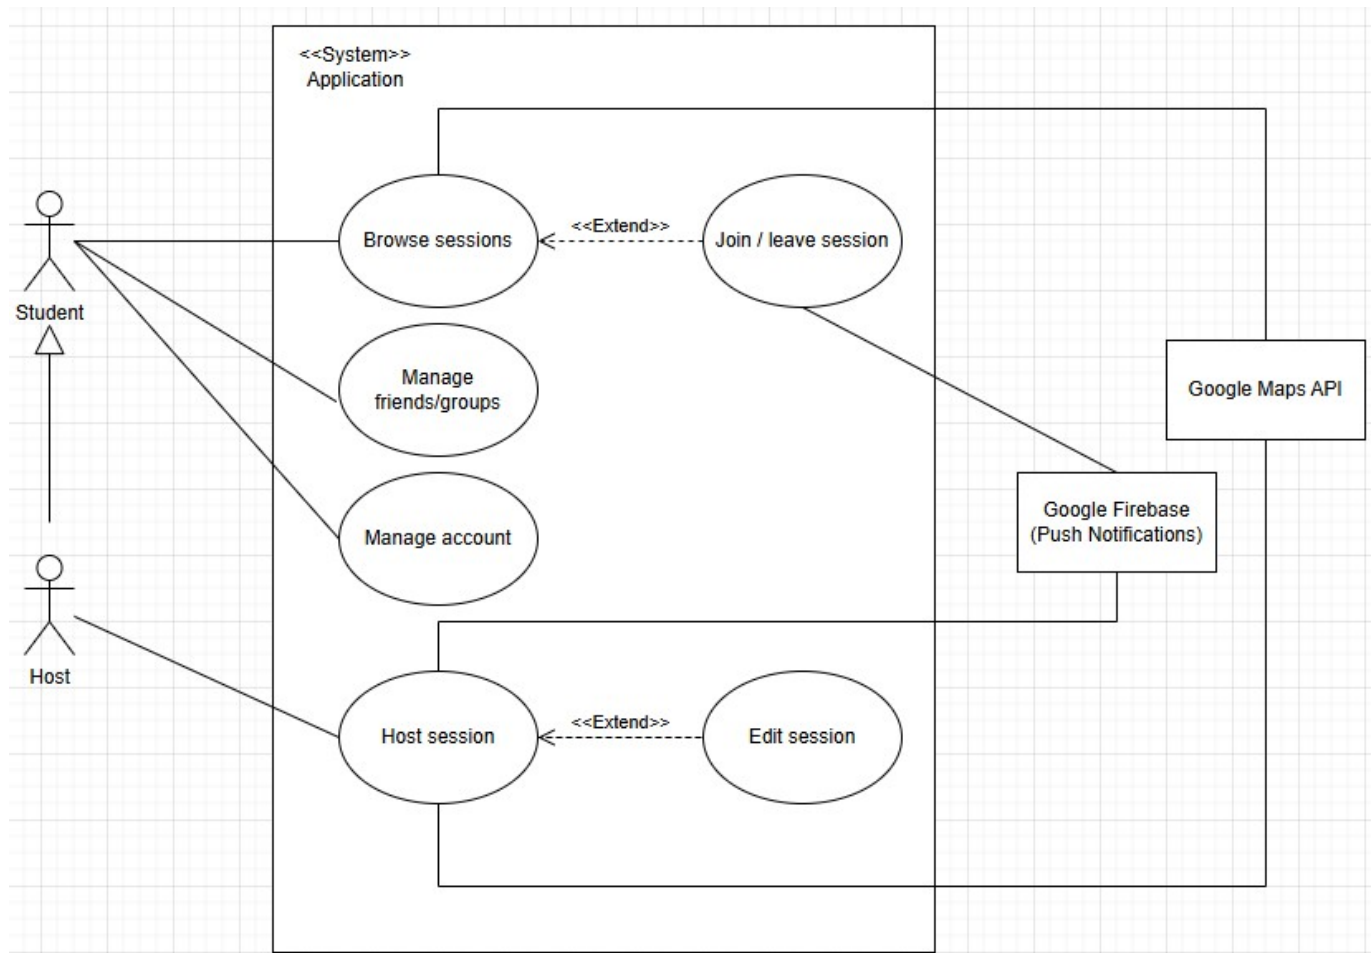 <<System>>
Application
Browse sessions
<<Extend>>
Join / leave session
Student
Manage
friends/groups
Google Maps API
Manage account
Google Firebase
(Push Notifications)
Host
Host session
<<Extend>>
Edit session